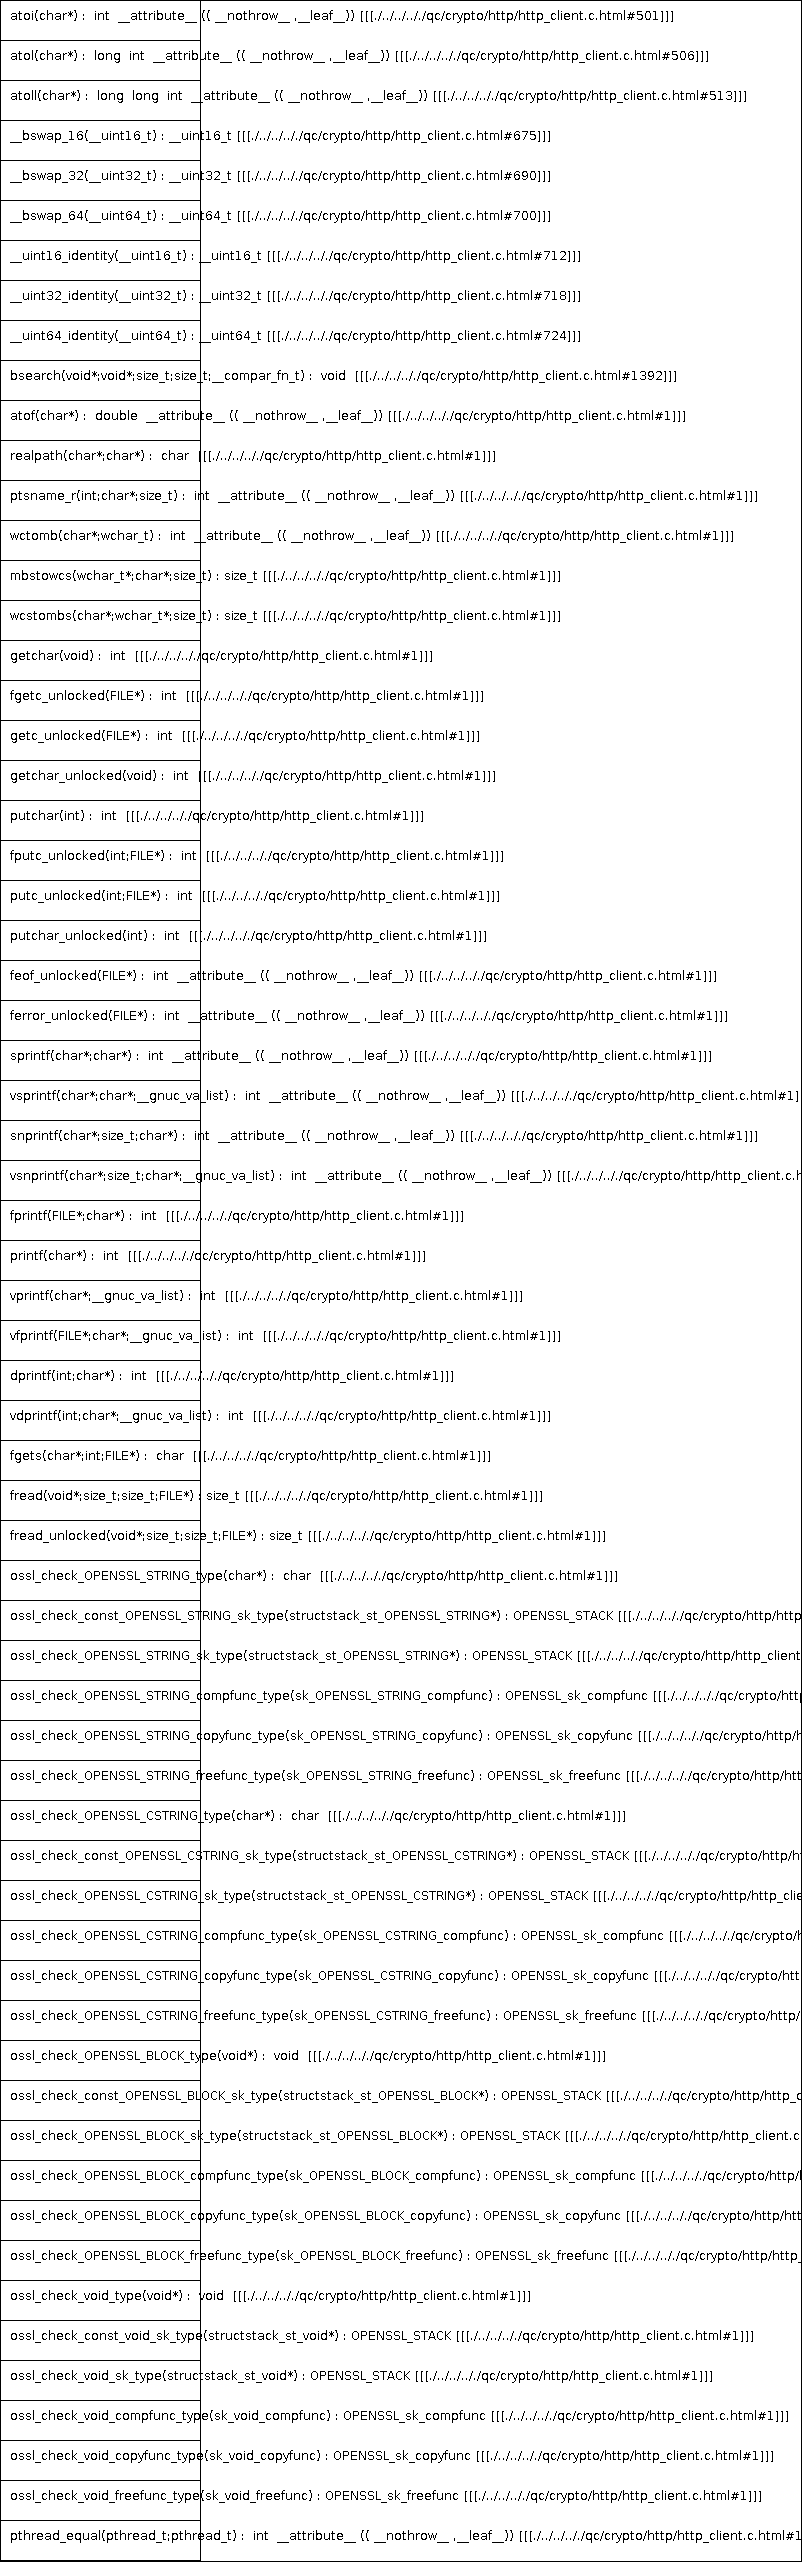 atoi(char*) :  int  __attribute__ (( __nothrow__ ,__leaf__)) [[[./../../../../qc/crypto/http/http_client.c.html#501]]]
atol(char*) :  long  int  __attribute__ (( __nothrow__ ,__leaf__)) [[[./../../../../qc/crypto/http/http_client.c.html#506]]]
atoll(char*) :  long  long  int  __attribute__ (( __nothrow__ ,__leaf__)) [[[./../../../../qc/crypto/http/http_client.c.html#513]]]
__bswap_16(__uint16_t) : __uint16_t [[[./../../../../qc/crypto/http/http_client.c.html#675]]]
__bswap_32(__uint32_t) : __uint32_t [[[./../../../../qc/crypto/http/http_client.c.html#690]]]
__bswap_64(__uint64_t) : __uint64_t [[[./../../../../qc/crypto/http/http_client.c.html#700]]]
__uint16_identity(__uint16_t) : __uint16_t [[[./../../../../qc/crypto/http/http_client.c.html#712]]]
__uint32_identity(__uint32_t) : __uint32_t [[[./../../../../qc/crypto/http/http_client.c.html#718]]]
__uint64_identity(__uint64_t) : __uint64_t [[[./../../../../qc/crypto/http/http_client.c.html#724]]]
bsearch(void*;void*;size_t;size_t;__compar_fn_t) :  void  [[[./../../../../qc/crypto/http/http_client.c.html#1392]]]
atof(char*) :  double  __attribute__ (( __nothrow__ ,__leaf__)) [[[./../../../../qc/crypto/http/http_client.c.html#1]]]
realpath(char*;char*) :  char  [[[./../../../../qc/crypto/http/http_client.c.html#1]]]
ptsname_r(int;char*;size_t) :  int  __attribute__ (( __nothrow__ ,__leaf__)) [[[./../../../../qc/crypto/http/http_client.c.html#1]]]
wctomb(char*;wchar_t) :  int  __attribute__ (( __nothrow__ ,__leaf__)) [[[./../../../../qc/crypto/http/http_client.c.html#1]]]
mbstowcs(wchar_t*;char*;size_t) : size_t [[[./../../../../qc/crypto/http/http_client.c.html#1]]]
wcstombs(char*;wchar_t*;size_t) : size_t [[[./../../../../qc/crypto/http/http_client.c.html#1]]]
getchar(void) :  int  [[[./../../../../qc/crypto/http/http_client.c.html#1]]]
fgetc_unlocked(FILE*) :  int  [[[./../../../../qc/crypto/http/http_client.c.html#1]]]
getc_unlocked(FILE*) :  int  [[[./../../../../qc/crypto/http/http_client.c.html#1]]]
getchar_unlocked(void) :  int  [[[./../../../../qc/crypto/http/http_client.c.html#1]]]
putchar(int) :  int  [[[./../../../../qc/crypto/http/http_client.c.html#1]]]
fputc_unlocked(int;FILE*) :  int  [[[./../../../../qc/crypto/http/http_client.c.html#1]]]
putc_unlocked(int;FILE*) :  int  [[[./../../../../qc/crypto/http/http_client.c.html#1]]]
putchar_unlocked(int) :  int  [[[./../../../../qc/crypto/http/http_client.c.html#1]]]
feof_unlocked(FILE*) :  int  __attribute__ (( __nothrow__ ,__leaf__)) [[[./../../../../qc/crypto/http/http_client.c.html#1]]]
ferror_unlocked(FILE*) :  int  __attribute__ (( __nothrow__ ,__leaf__)) [[[./../../../../qc/crypto/http/http_client.c.html#1]]]
sprintf(char*;char*) :  int  __attribute__ (( __nothrow__ ,__leaf__)) [[[./../../../../qc/crypto/http/http_client.c.html#1]]]
vsprintf(char*;char*;__gnuc_va_list) :  int  __attribute__ (( __nothrow__ ,__leaf__)) [[[./../../../../qc/crypto/http/http_client.c.html#1]
snprintf(char*;size_t;char*) :  int  __attribute__ (( __nothrow__ ,__leaf__)) [[[./../../../../qc/crypto/http/http_client.c.html#1]]]
vsnprintf(char*;size_t;char*;__gnuc_va_list) :  int  __attribute__ (( __nothrow__ ,__leaf__)) [[[./../../../../qc/crypto/http/http_client.c.h
fprintf(FILE*;char*) :  int  [[[./../../../../qc/crypto/http/http_client.c.html#1]]]
printf(char*) :  int  [[[./../../../../qc/crypto/http/http_client.c.html#1]]]
vprintf(char*;__gnuc_va_list) :  int  [[[./../../../../qc/crypto/http/http_client.c.html#1]]]
vfprintf(FILE*;char*;__gnuc_va_list) :  int  [[[./../../../../qc/crypto/http/http_client.c.html#1]]]
dprintf(int;char*) :  int  [[[./../../../../qc/crypto/http/http_client.c.html#1]]]
vdprintf(int;char*;__gnuc_va_list) :  int  [[[./../../../../qc/crypto/http/http_client.c.html#1]]]
fgets(char*;int;FILE*) :  char  [[[./../../../../qc/crypto/http/http_client.c.html#1]]]
fread(void*;size_t;size_t;FILE*) : size_t [[[./../../../../qc/crypto/http/http_client.c.html#1]]]
fread_unlocked(void*;size_t;size_t;FILE*) : size_t [[[./../../../../qc/crypto/http/http_client.c.html#1]]]
ossl_check_OPENSSL_STRING_type(char*) :  char  [[[./../../../../qc/crypto/http/http_client.c.html#1]]]
ossl_check_const_OPENSSL_STRING_sk_type(structstack_st_OPENSSL_STRING*) : OPENSSL_STACK [[[./../../../../qc/crypto/http/http
ossl_check_OPENSSL_STRING_sk_type(structstack_st_OPENSSL_STRING*) : OPENSSL_STACK [[[./../../../../qc/crypto/http/http_client
ossl_check_OPENSSL_STRING_compfunc_type(sk_OPENSSL_STRING_compfunc) : OPENSSL_sk_compfunc [[[./../../../../qc/crypto/http
ossl_check_OPENSSL_STRING_copyfunc_type(sk_OPENSSL_STRING_copyfunc) : OPENSSL_sk_copyfunc [[[./../../../../qc/crypto/http/h
ossl_check_OPENSSL_STRING_freefunc_type(sk_OPENSSL_STRING_freefunc) : OPENSSL_sk_freefunc [[[./../../../../qc/crypto/http/htt
ossl_check_OPENSSL_CSTRING_type(char*) :  char  [[[./../../../../qc/crypto/http/http_client.c.html#1]]]
ossl_check_const_OPENSSL_CSTRING_sk_type(structstack_st_OPENSSL_CSTRING*) : OPENSSL_STACK [[[./../../../../qc/crypto/http/h
ossl_check_OPENSSL_CSTRING_sk_type(structstack_st_OPENSSL_CSTRING*) : OPENSSL_STACK [[[./../../../../qc/crypto/http/http_clie
ossl_check_OPENSSL_CSTRING_compfunc_type(sk_OPENSSL_CSTRING_compfunc) : OPENSSL_sk_compfunc [[[./../../../../qc/crypto/h
ossl_check_OPENSSL_CSTRING_copyfunc_type(sk_OPENSSL_CSTRING_copyfunc) : OPENSSL_sk_copyfunc [[[./../../../../qc/crypto/htt
ossl_check_OPENSSL_CSTRING_freefunc_type(sk_OPENSSL_CSTRING_freefunc) : OPENSSL_sk_freefunc [[[./../../../../qc/crypto/http/
ossl_check_OPENSSL_BLOCK_type(void*) :  void  [[[./../../../../qc/crypto/http/http_client.c.html#1]]]
ossl_check_const_OPENSSL_BLOCK_sk_type(structstack_st_OPENSSL_BLOCK*) : OPENSSL_STACK [[[./../../../../qc/crypto/http/http_c
ossl_check_OPENSSL_BLOCK_sk_type(structstack_st_OPENSSL_BLOCK*) : OPENSSL_STACK [[[./../../../../qc/crypto/http/http_client.c
ossl_check_OPENSSL_BLOCK_compfunc_type(sk_OPENSSL_BLOCK_compfunc) : OPENSSL_sk_compfunc [[[./../../../../qc/crypto/http/
ossl_check_OPENSSL_BLOCK_copyfunc_type(sk_OPENSSL_BLOCK_copyfunc) : OPENSSL_sk_copyfunc [[[./../../../../qc/crypto/http/htt
ossl_check_OPENSSL_BLOCK_freefunc_type(sk_OPENSSL_BLOCK_freefunc) : OPENSSL_sk_freefunc [[[./../../../../qc/crypto/http/http_
ossl_check_void_type(void*) :  void  [[[./../../../../qc/crypto/http/http_client.c.html#1]]]
ossl_check_const_void_sk_type(structstack_st_void*) : OPENSSL_STACK [[[./../../../../qc/crypto/http/http_client.c.html#1]]]
ossl_check_void_sk_type(structstack_st_void*) : OPENSSL_STACK [[[./../../../../qc/crypto/http/http_client.c.html#1]]]
ossl_check_void_compfunc_type(sk_void_compfunc) : OPENSSL_sk_compfunc [[[./../../../../qc/crypto/http/http_client.c.html#1]]]
ossl_check_void_copyfunc_type(sk_void_copyfunc) : OPENSSL_sk_copyfunc [[[./../../../../qc/crypto/http/http_client.c.html#1]]]
ossl_check_void_freefunc_type(sk_void_freefunc) : OPENSSL_sk_freefunc [[[./../../../../qc/crypto/http/http_client.c.html#1]]]
pthread_equal(pthread_t;pthread_t) :  int  __attribute__ (( __nothrow__ ,__leaf__)) [[[./../../../../qc/crypto/http/http_client.c.html#1